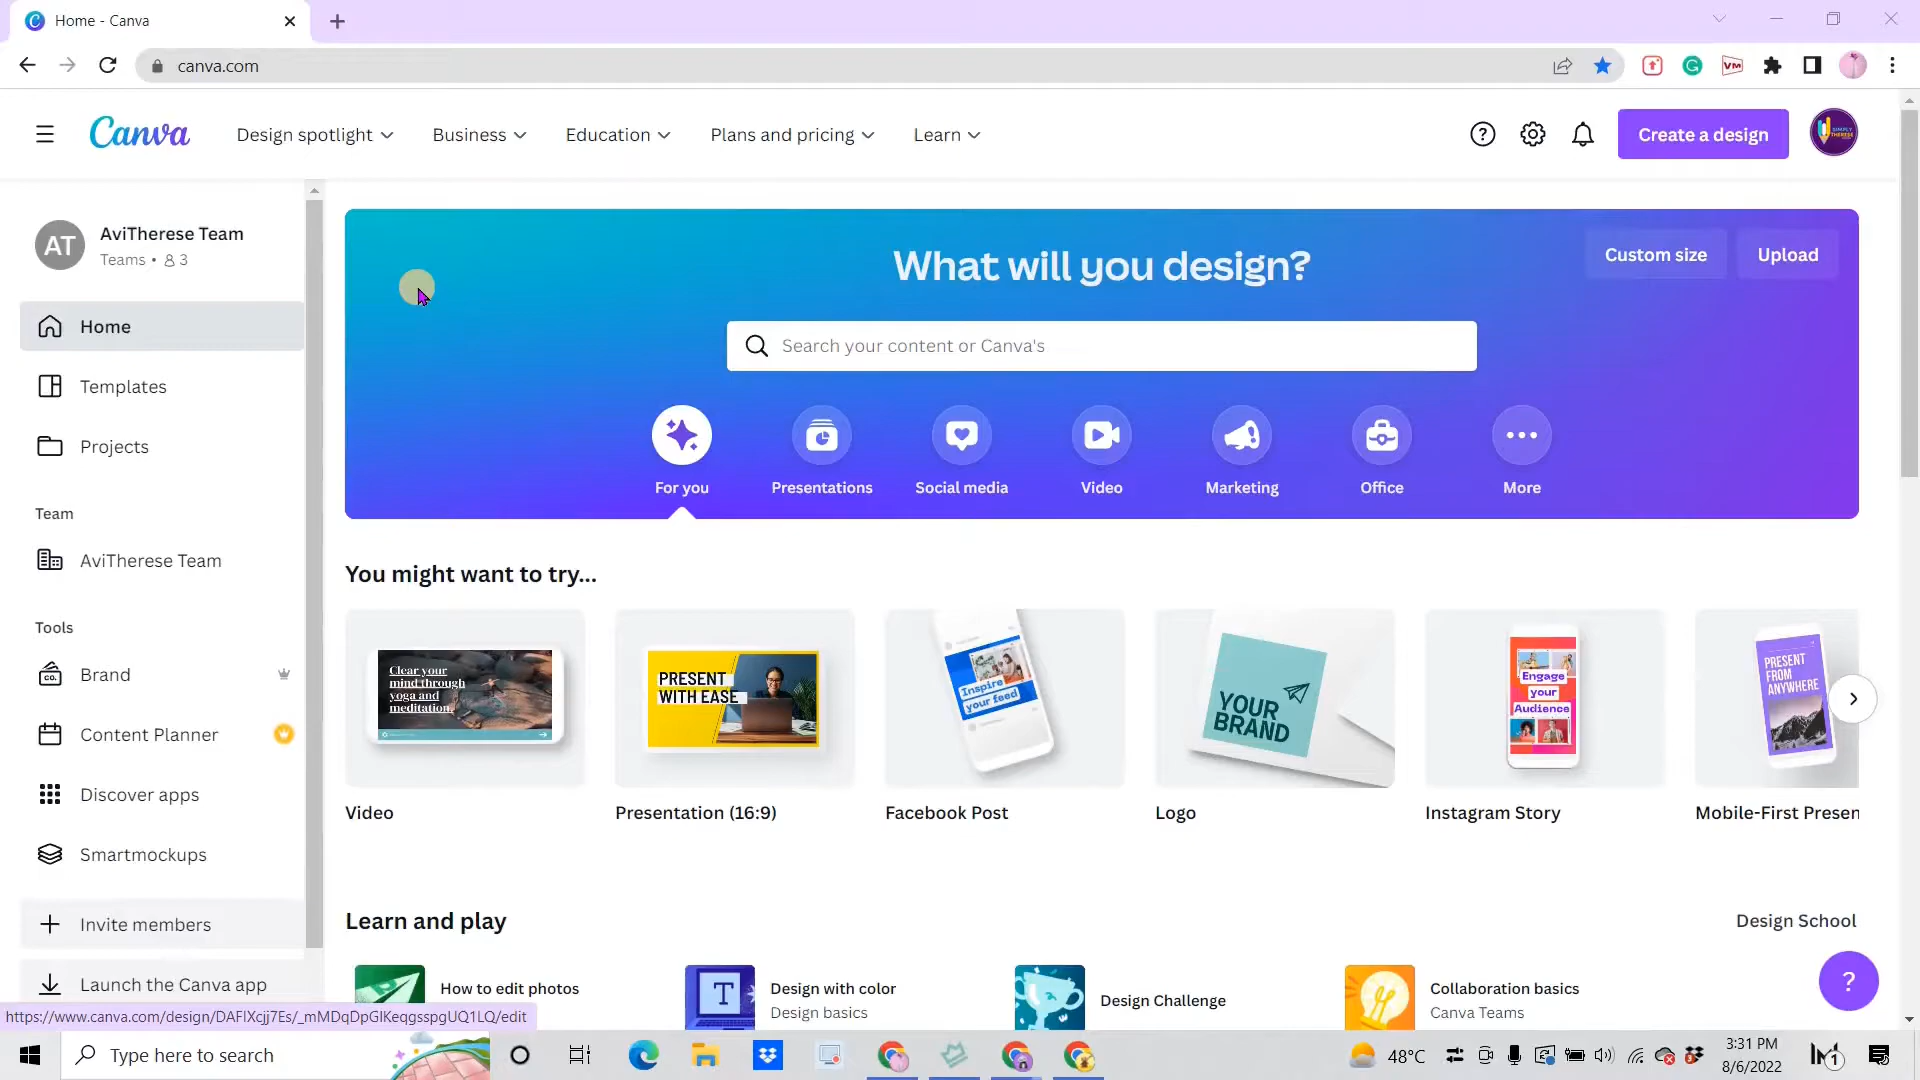 Home - Canva
canva.com
Canva
Design spotlight
Business
Education
Plans and pricing
Learn
Create a design
AT
AviTherese Team
Teams • 3
Home
Templates
Projects
Team
AviTherese Team
Tools
Brand
Content Planner
Discover apps
Smartmockups
Invite members
Launch the Canva app
What will you design?
Custom size
Upload
Search your content or Canva's
For you
Presentations
Social media
Video
Marketing
Office
More
You might want to try...
Clear your
mind through
yoga and
meditation.
PRESENT
WITH EASE
Inspire
your feed
YOUR
BRAND
Engage
your
Audience
PRESENT
FROM
ANYWHERE
Video
Presentation (16:9)
Facebook Post
Logo
Instagram Story
Mobile-First Presen
Learn and play
Design School
How to edit photos
Design with color
Design basics
Design Challenge
Collaboration basics
Canva Teams
https://www.canva.com/design/DAFIXcjj7Es/_mMDqDpGIKeqgsspgUQ1LQ/edit
Type here to search
48°C
3:31 PM
8/6/2022